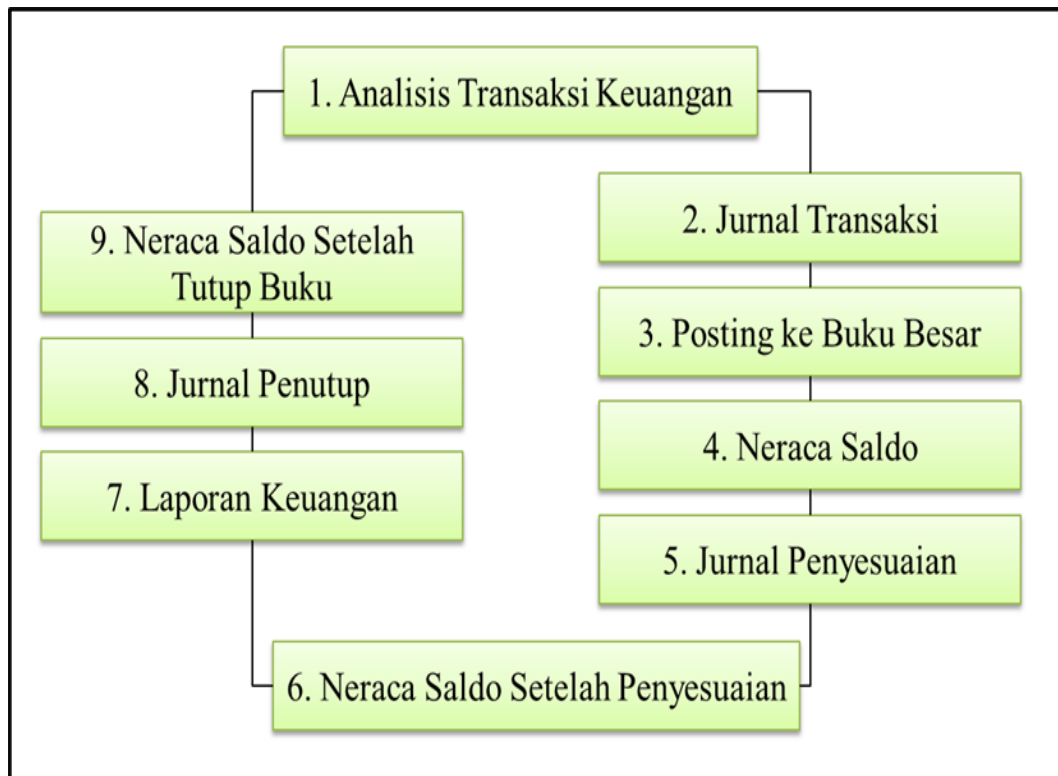 1. Analisis Transaksi Keuangan
2. Jurnal Transaksi
3. Posting ke Buku Besar
4. Neraca Saldo
5. Jurnal Penyesuaian
6. Neraca Saldo Setelah Penyesuaian
7. Laporan Keuangan
8. Jurnal Penutup
9. Neraca Saldo Setelah
Tutup Buku